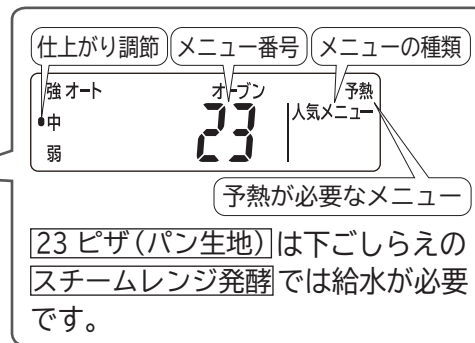 仕上がり調節 メニュー番号 メニューの種類
強 オート オーブン 予熱
中 23 人気メニュー
弱
予熱が必要なメニュー
23 ピザ(パン生地)は下ごしらえの
スチームレンジ発酵では給水が必要
です。